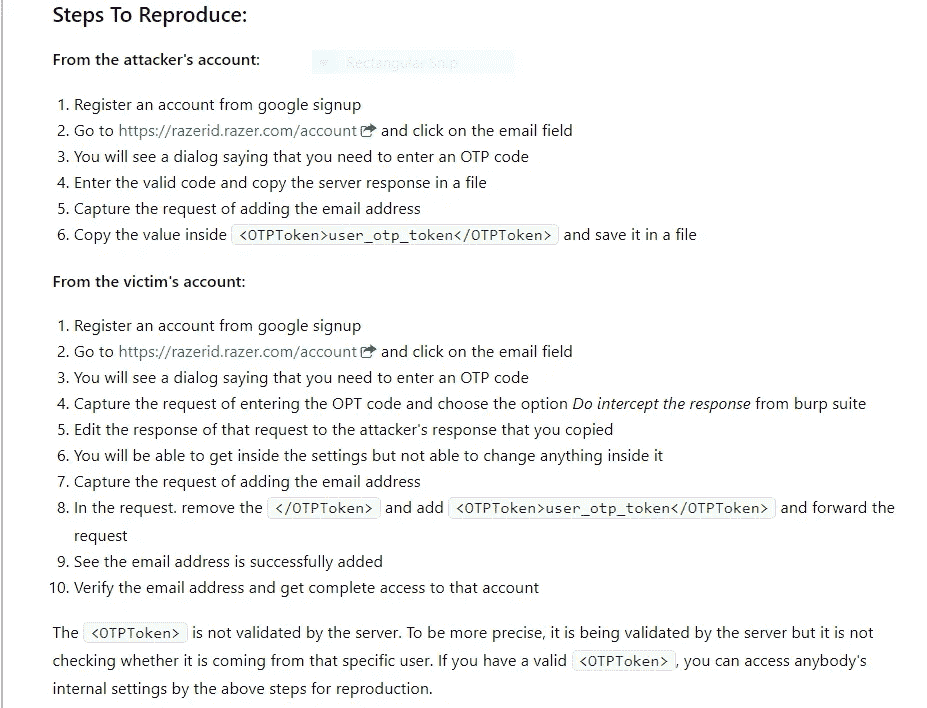 Steps To Reproduce:
From the attacker's account:
Rectangular Snip
1. Register an account from google signup
2. Go to https://razerid.razer.com/account and click on the email field
3. You will see a dialog saying that you need to enter an OTP code
4. Enter the valid code and copy the server response in a file
5. Capture the request of adding the email address
6. Copy the value inside <OTPToken>user_otp_token</OTPToken> and save it in a file
From the victim's account:
1. Register an account from google signup
2. Go to https://razerid.razer.com/account and click on the email field
3. You will see a dialog saying that you need to enter an OTP code
4. Capture the request of entering the OPT code and choose the option Do intercept the response from burp suite
5. Edit the response of that request to the attacker's response that you copied
6. You will be able to get inside the settings but not able to change anything inside it
7. Capture the request of adding the email address
8. In the request. remove the </OTPToken> and add <OTPToken>user_otp_token</OTPToken> and forward the
request
9. See the email address is successfully added
10. Verify the email address and get complete access to that account
The <OTPToken> is not validated by the server. To be more precise, it is being validated by the server but it is not
checking whether it is coming from that specific user. If you have a valid <OTPToken>, you can access anybody's
internal settings by the above steps for reproduction.